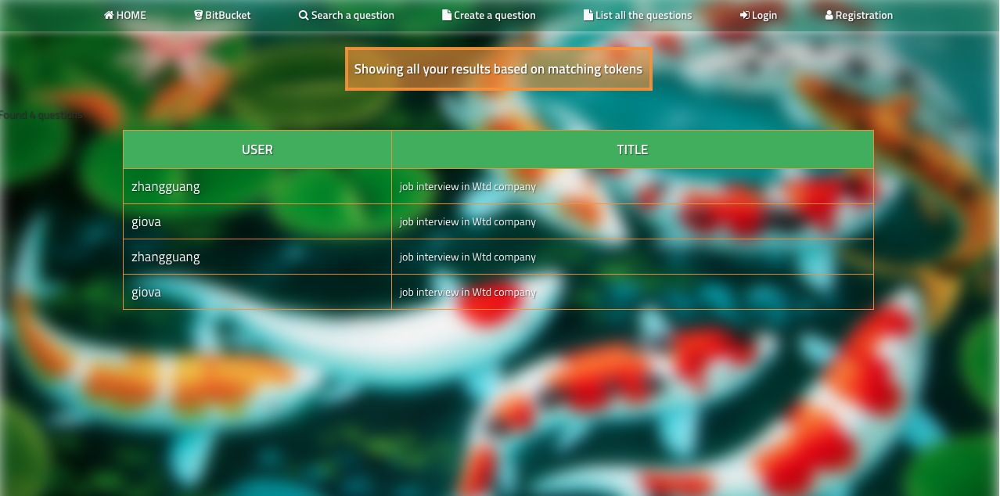 HOME BitBucket Search a question Create a question List all the questions Login Registration
Showing all your results based on matching tokens
Found 4 questions
USER TITLE
zhangguang job interview in Wtd company
giova job interview in Wtd company
zhangguang job interview in Wtd company
giova job interview in Wtd company